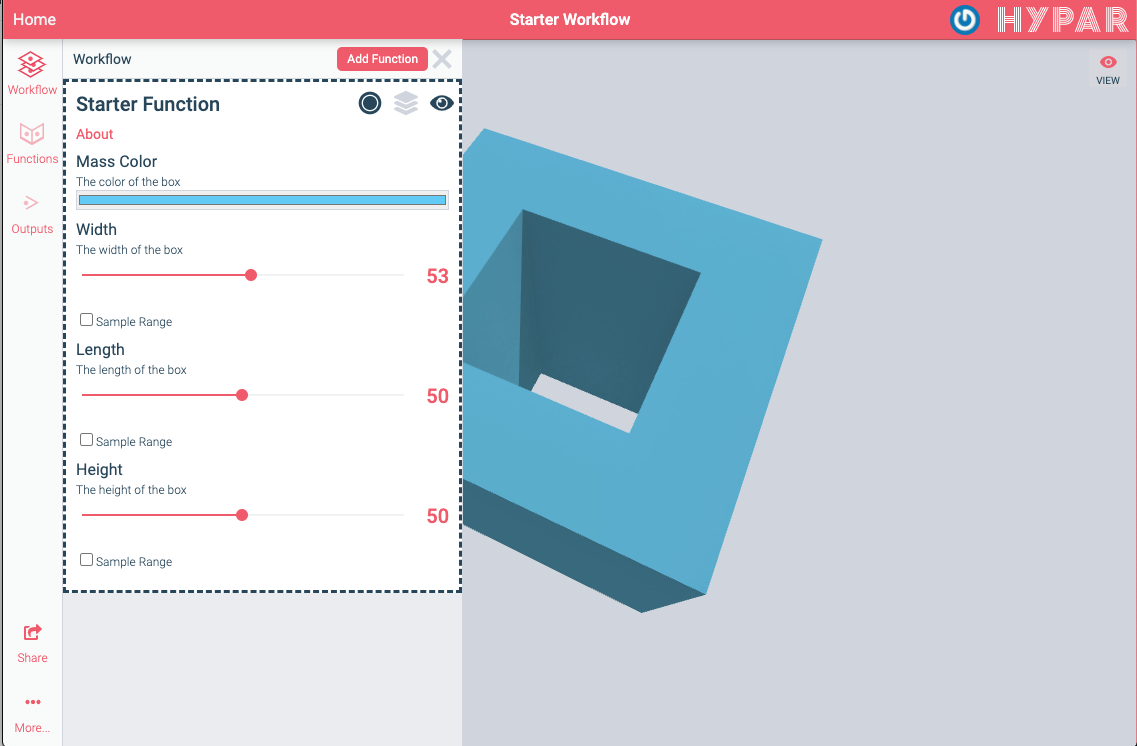 Home
Starter Workflow
HYPAR
Workflow
Add Function
VIEW
Workflow
Functions
Outputs
Starter Function
About
Mass Color
The color of the box
Width
The width of the box
53
Sample Range
Length
The length of the box
50
Sample Range
Height
The height of the box
50
Sample Range
Share
More...